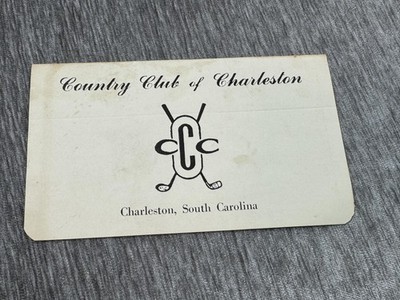 Country Club of Charleston
CCC
Charleston, South Carolina